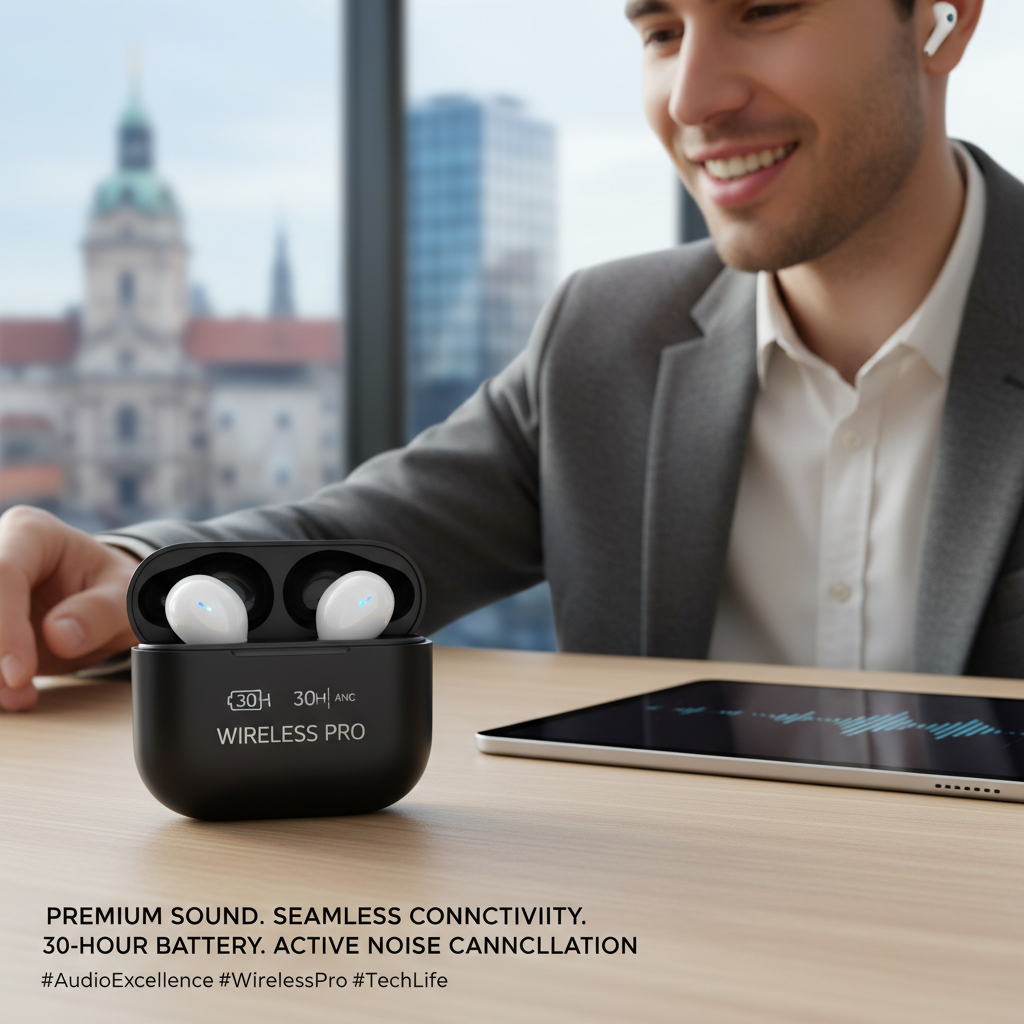 30H 30H| ANC
WIRELESS PRO
PREMIUM SOUND. SEAMLESS CONNCTIVIITY.
30-HOUR BATTERY. ACTIVE NOISE CANNCLLATION
#AudioExcellence #WirelessPro #TechLife